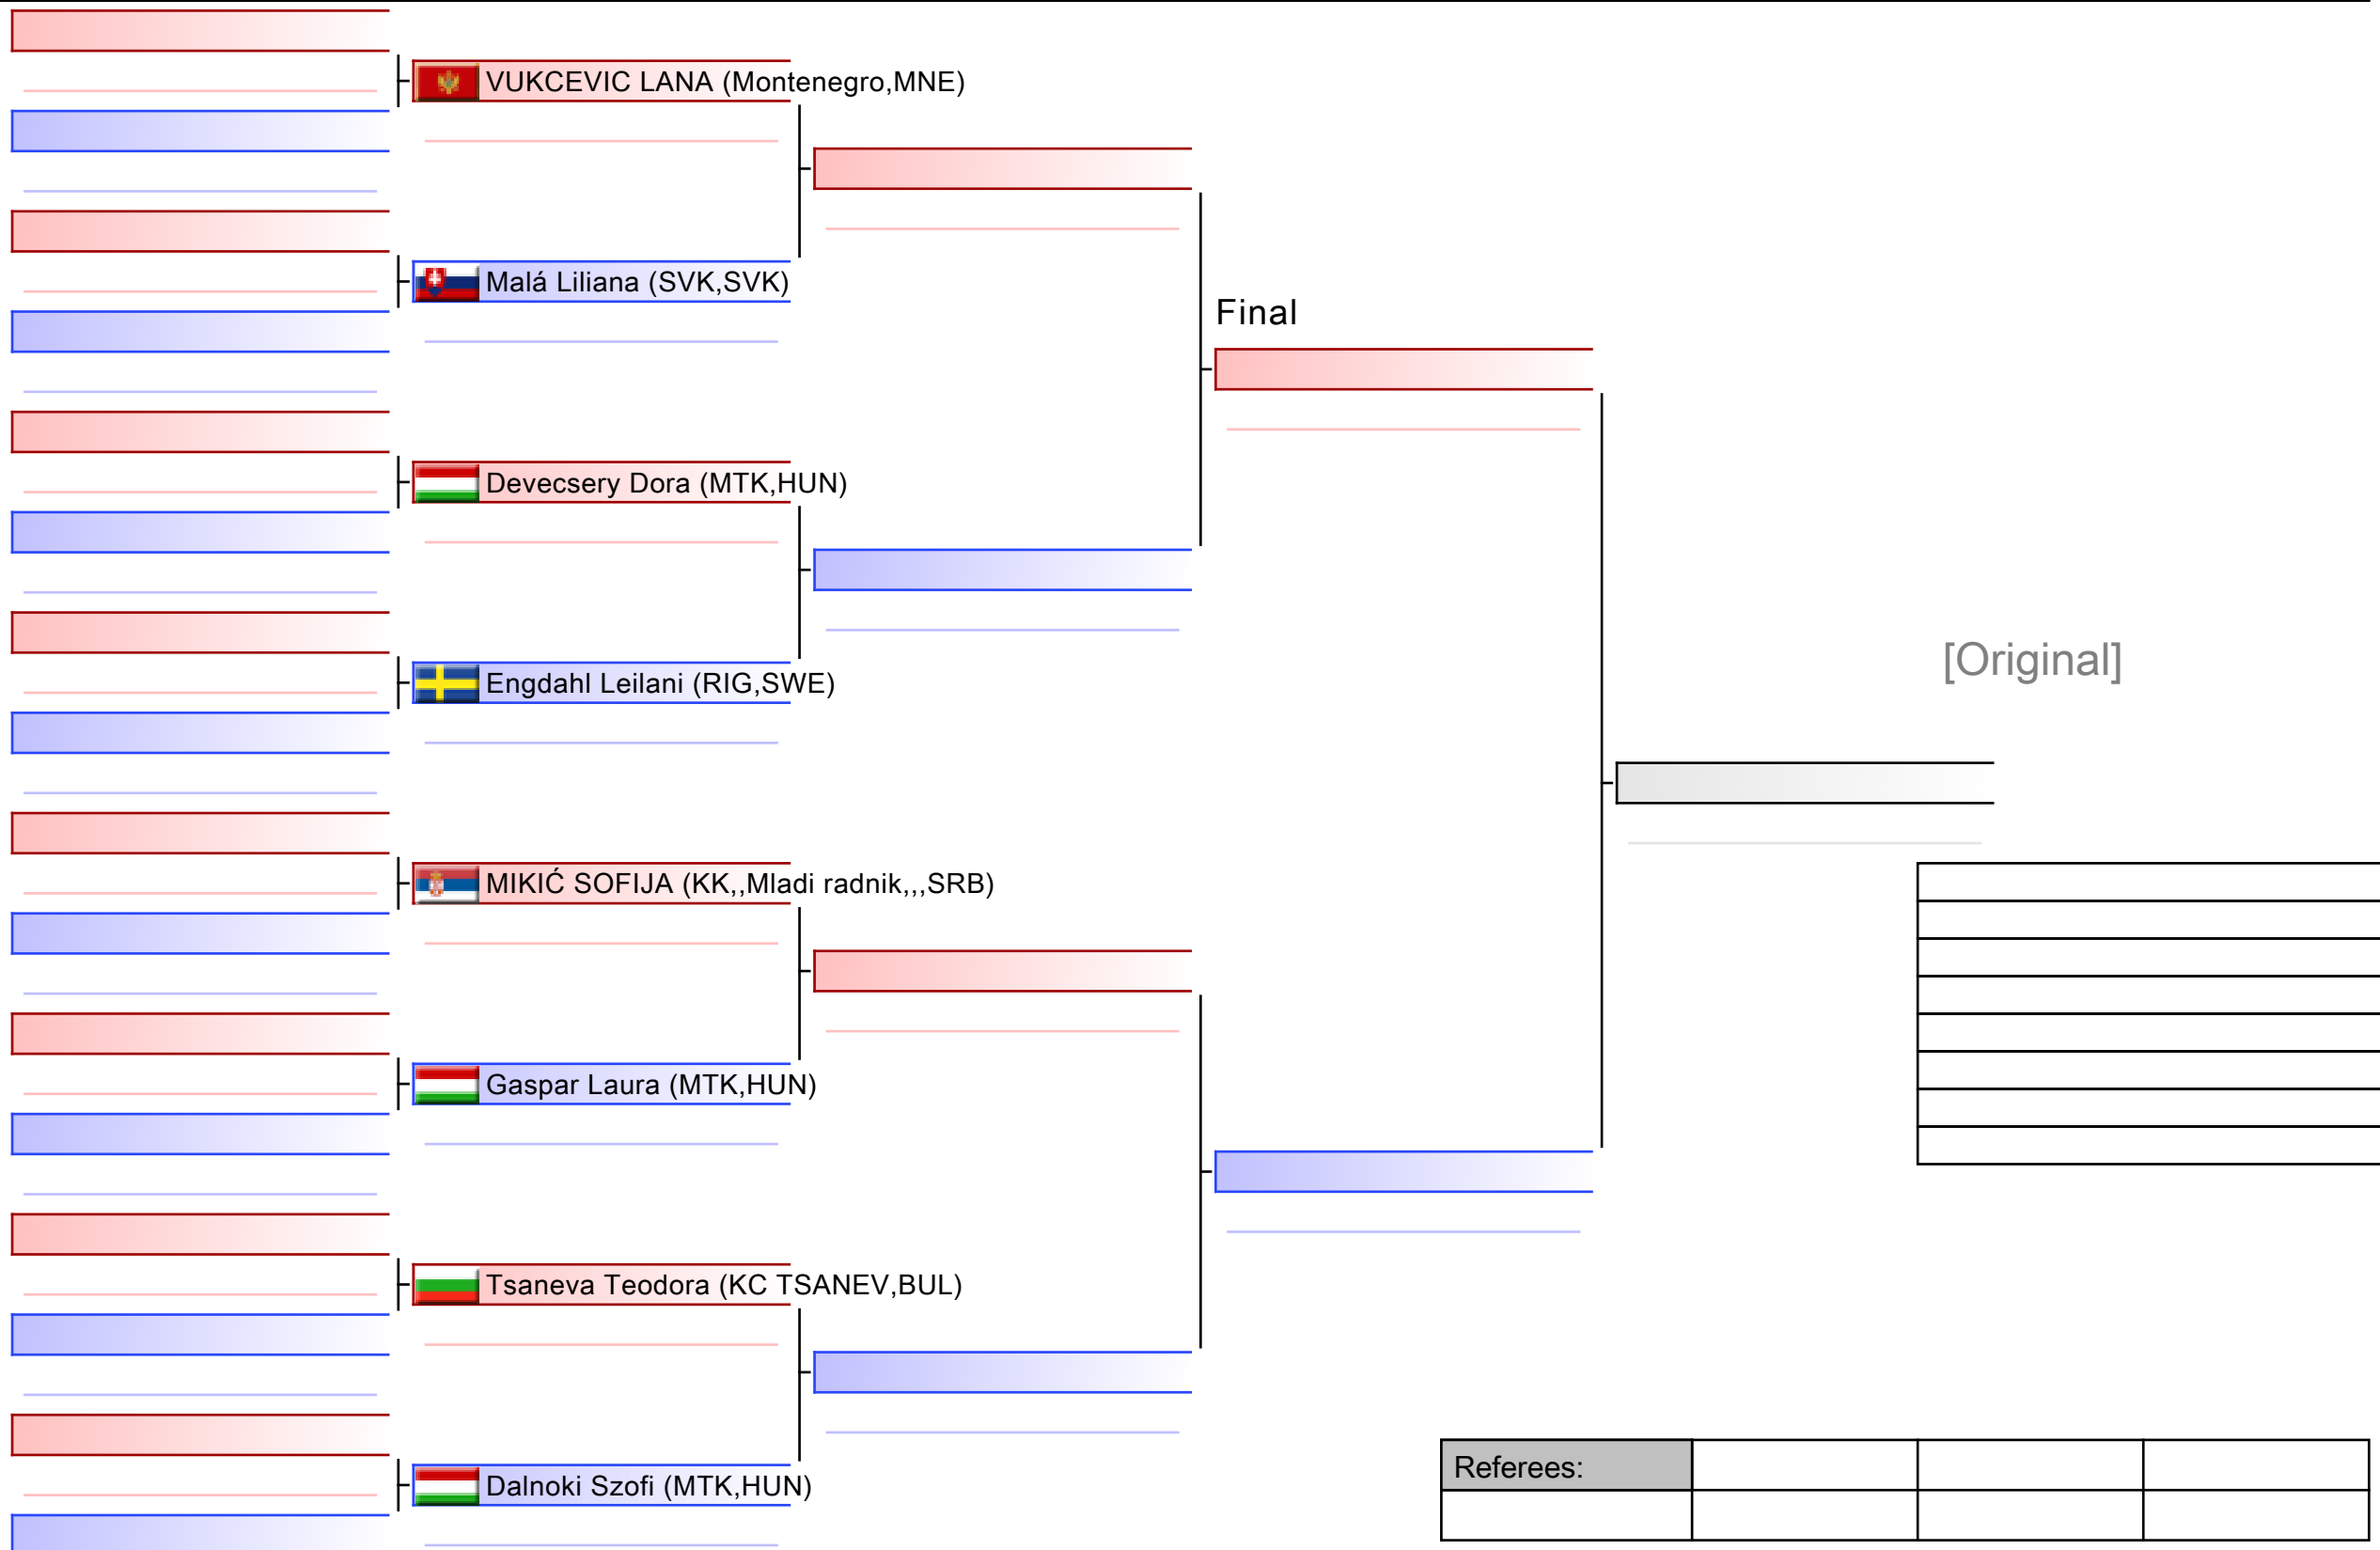 VUKCEVIC LANA (Montenegro,MNE)
Malá Liliana (SVK,SVK)
Final
Devecsery Dora (MTK,HUN)
Engdahl Leilani (RIG,SWE)
[Original]
MIKIĆ SOFIJA (KK,,Mladi radnik,,,SRB)
Gaspar Laura (MTK,HUN)
Tsaneva Teodora (KC TSANEV,BUL)
Dalnoki Szofi (MTK,HUN)
Referees: